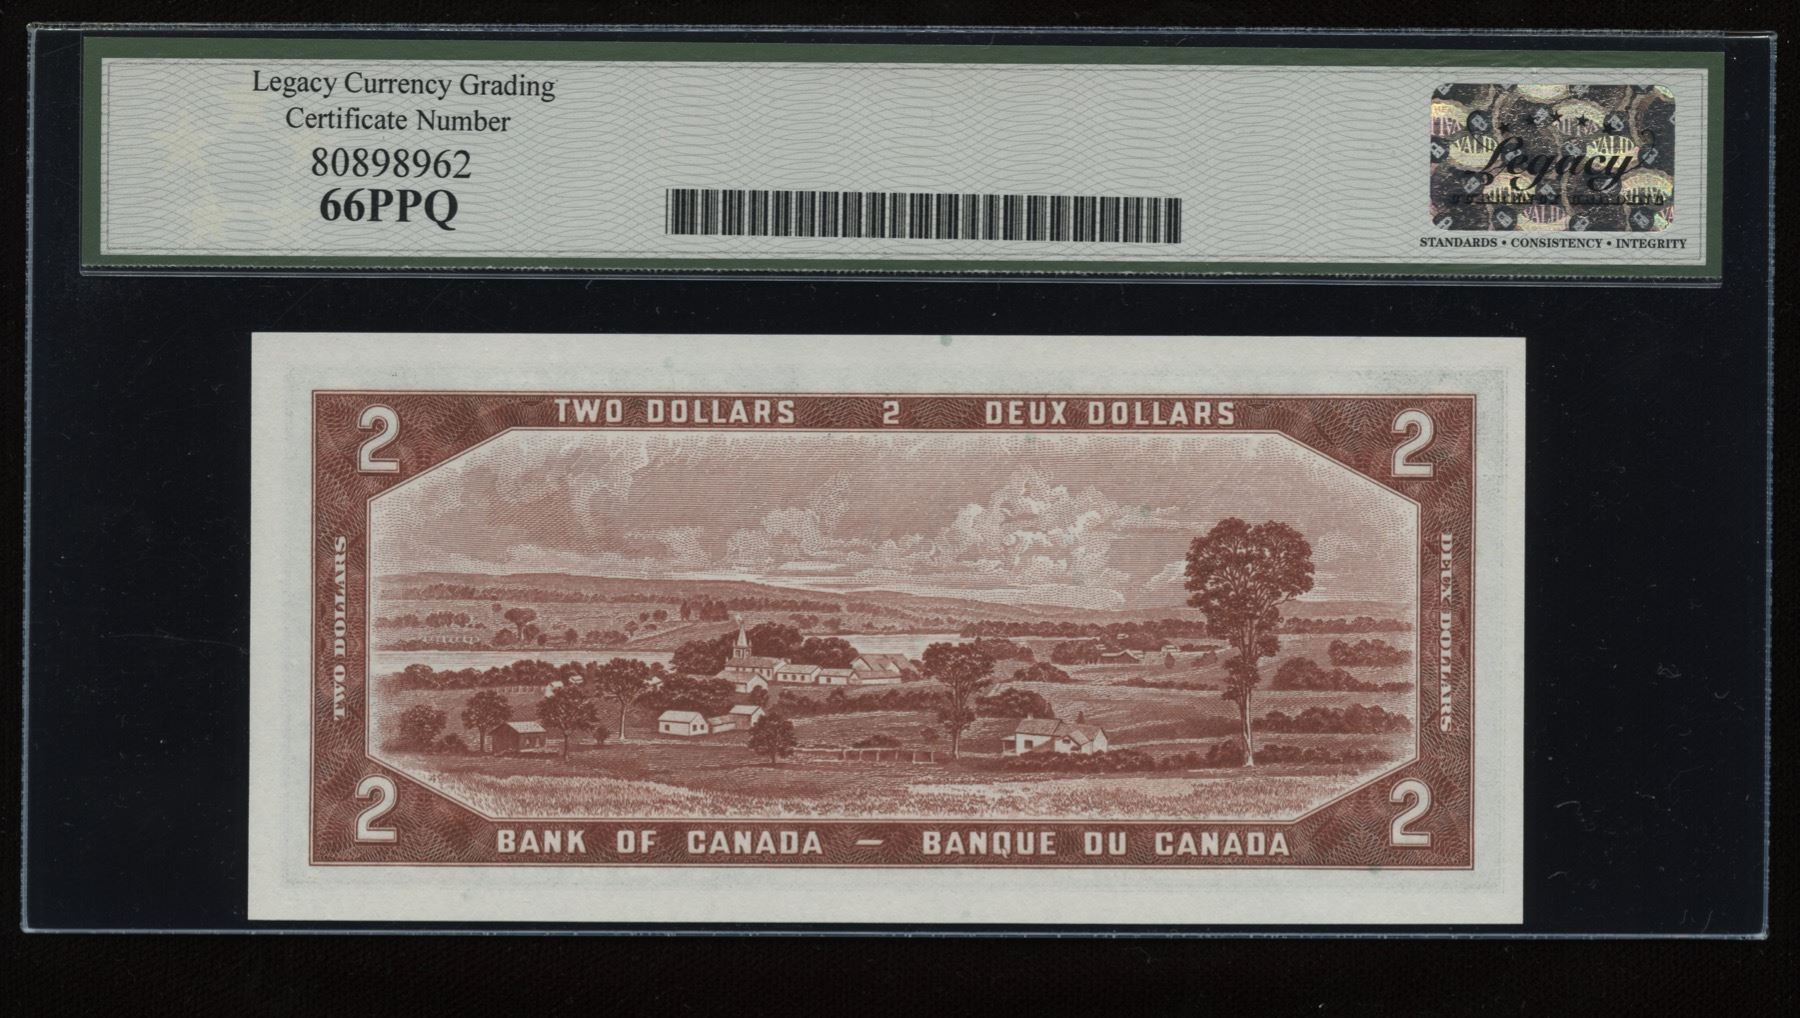 Legacy Currency Grading
Certificate Number
80898962
66PPQ
Legacy
STANDARDS • CONSISTENCY • INTEGRITY
2 TWO DOLLARS 2 DEUX DOLLARS 2
TWO DOLLARS
DEUX DOLLARS
2 BANK OF CANADA – BANQUE DU CANADA 2